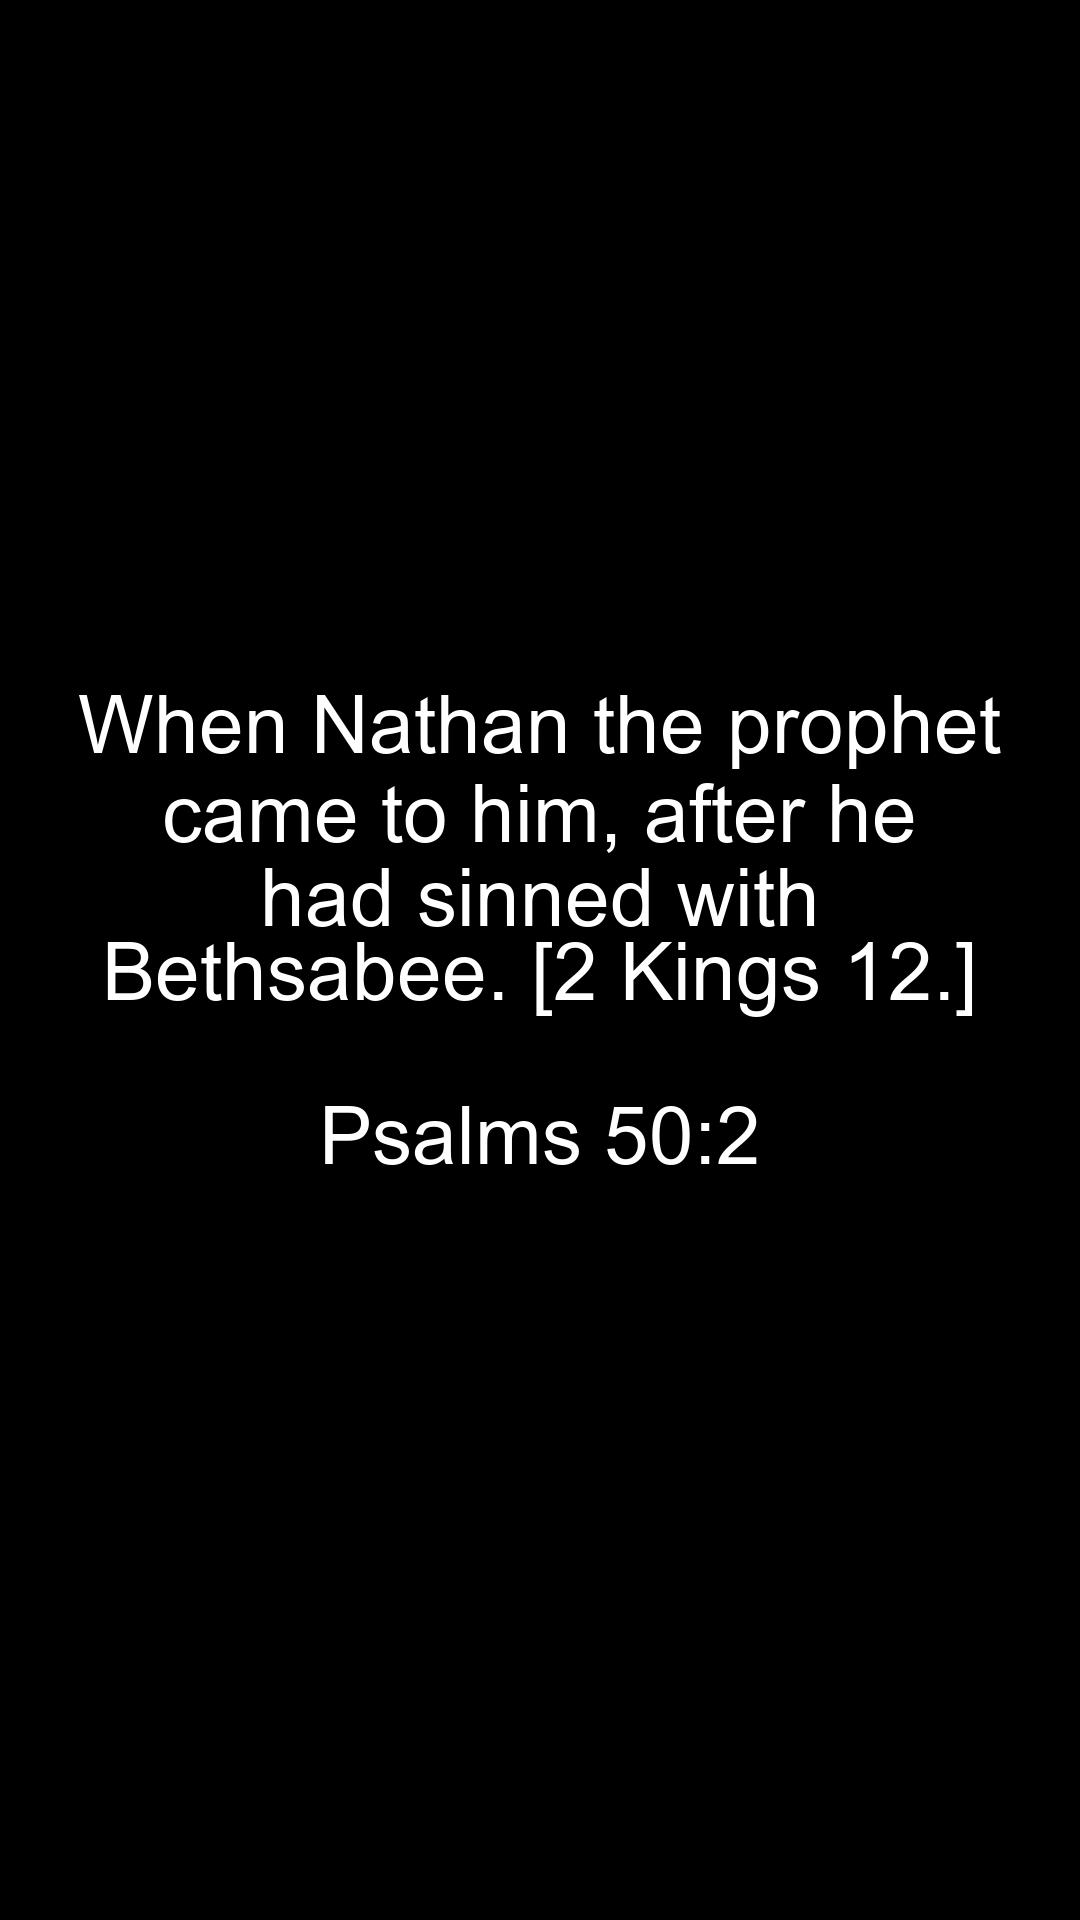 When Nathan the prophet
came to him, after he
had sinned with
Bethsabee. [2 Kings 12.]
Psalms 50:2